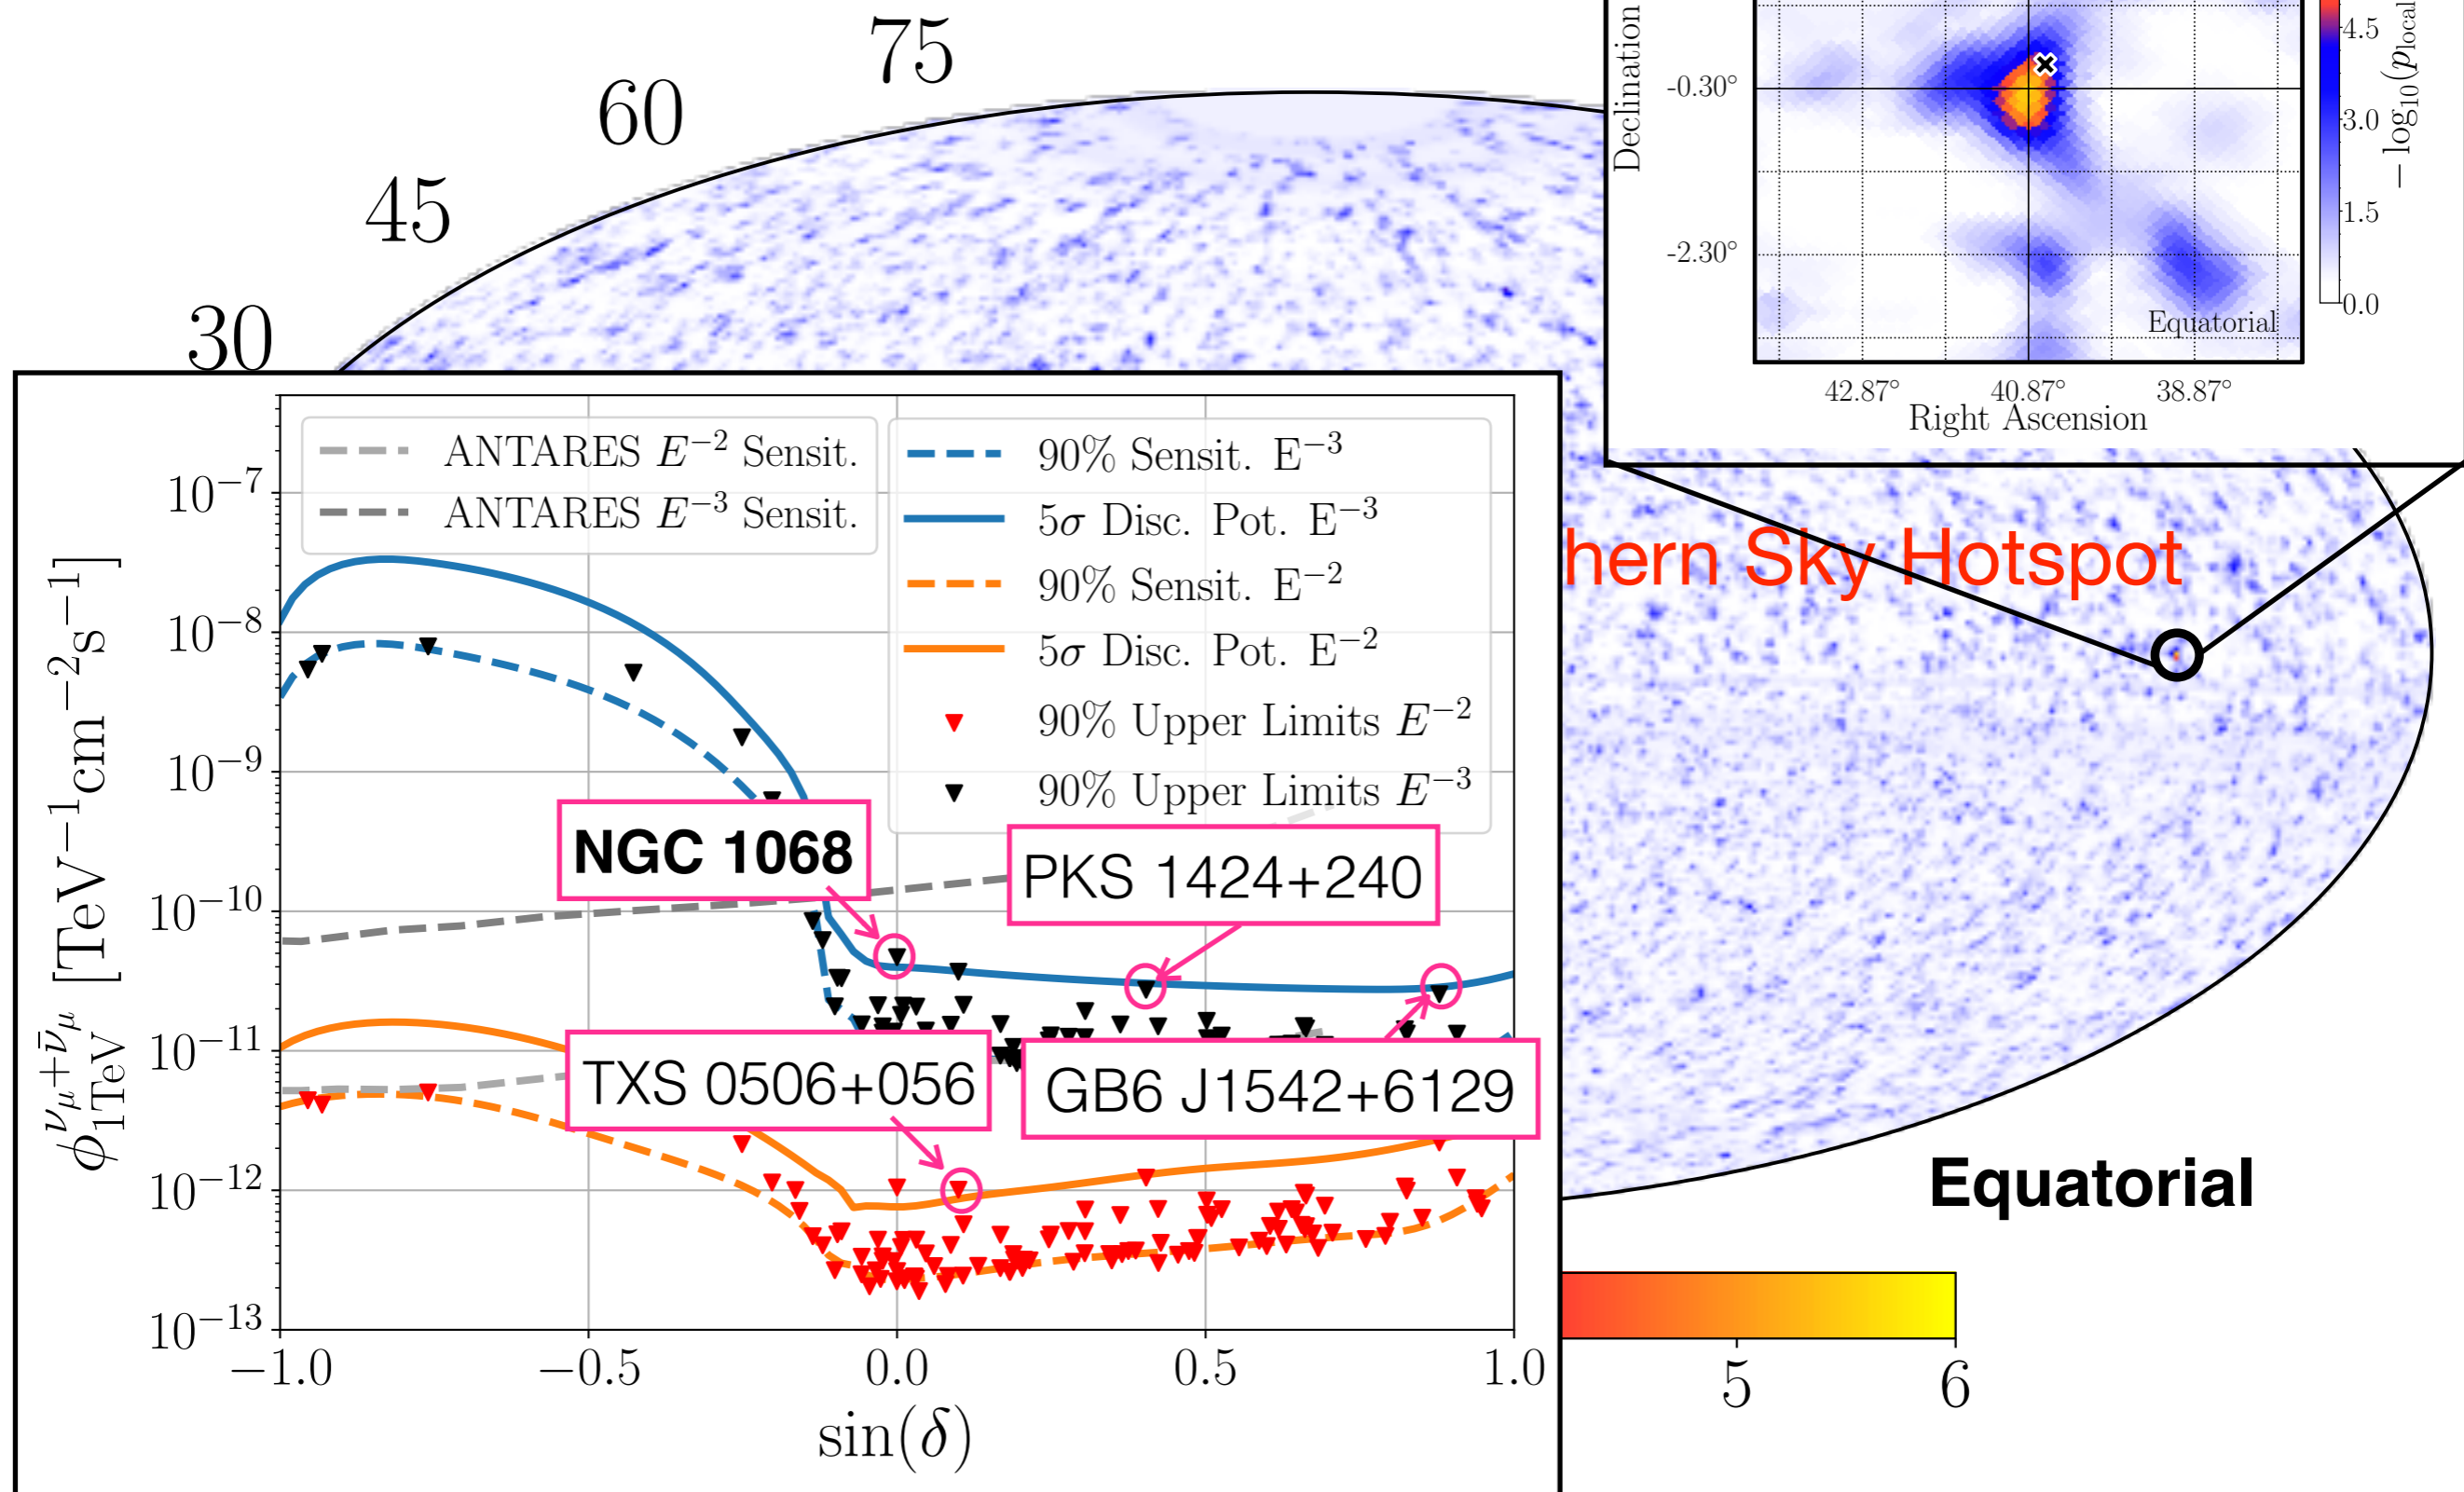 75
60
45
30
Declination
-0.30°
-2.30°
Equatorial
42.87°
40.87°
38.87°
Right Ascension
4.5
3.0
1.5
0.0
− log₁₀(p_local
hern Sky Hotspot
ANTARES E⁻² Sensit.
ANTARES E⁻³ Sensit.
90% Sensit. E⁻³
5σ Disc. Pot. E⁻³
90% Sensit. E⁻²
5σ Disc. Pot. E⁻²
90% Upper Limits E⁻²
90% Upper Limits E⁻³
10⁻⁷
10⁻⁸
10⁻⁹
10⁻¹⁰
10⁻¹¹
10⁻¹²
10⁻¹³
ϕ^{ν_μ+ν̄_μ}_{1TeV} [TeV⁻¹cm⁻²s⁻¹]
NGC 1068
PKS 1424+240
TXS 0506+056
GB6 J1542+6129
−1.0
−0.5
0.0
0.5
1.0
sin(δ)
Equatorial
5
6